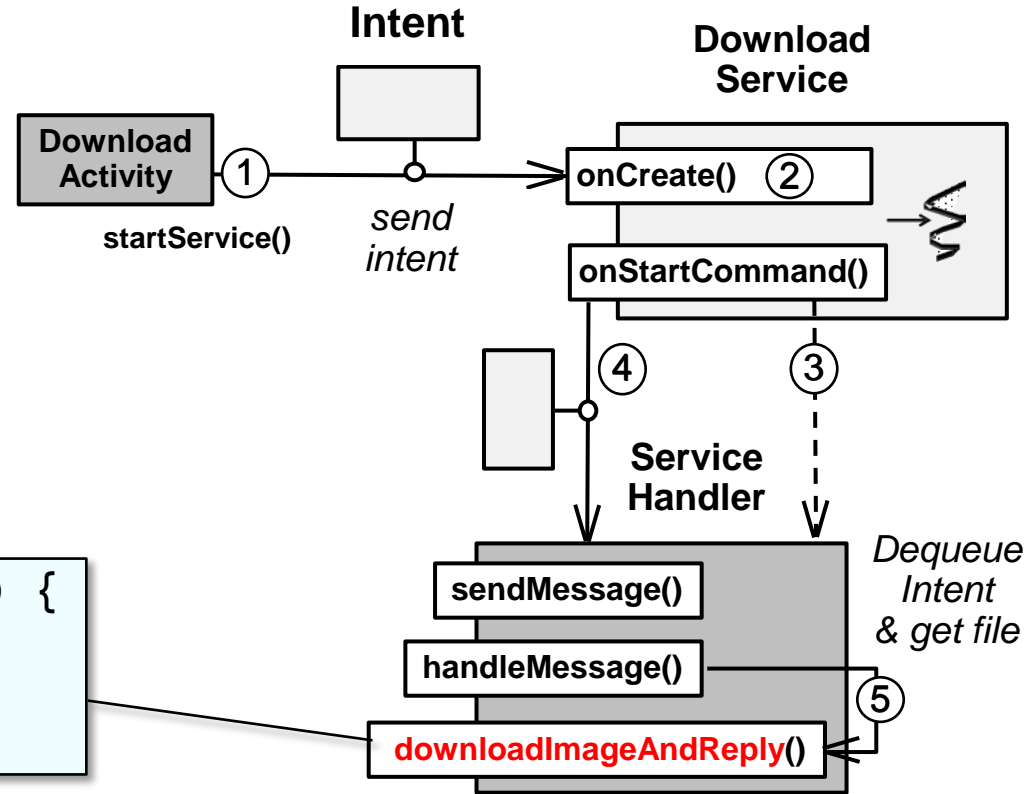 Intent
Download
Service
Download
Activity
1
startService()
send
intent
onCreate()
2
onStartCommand()
4
3
Service
Handler
Dequeue
Intent
& get file
sendMessage()
handleMessage()
5
downloadImageAndReply()
) {